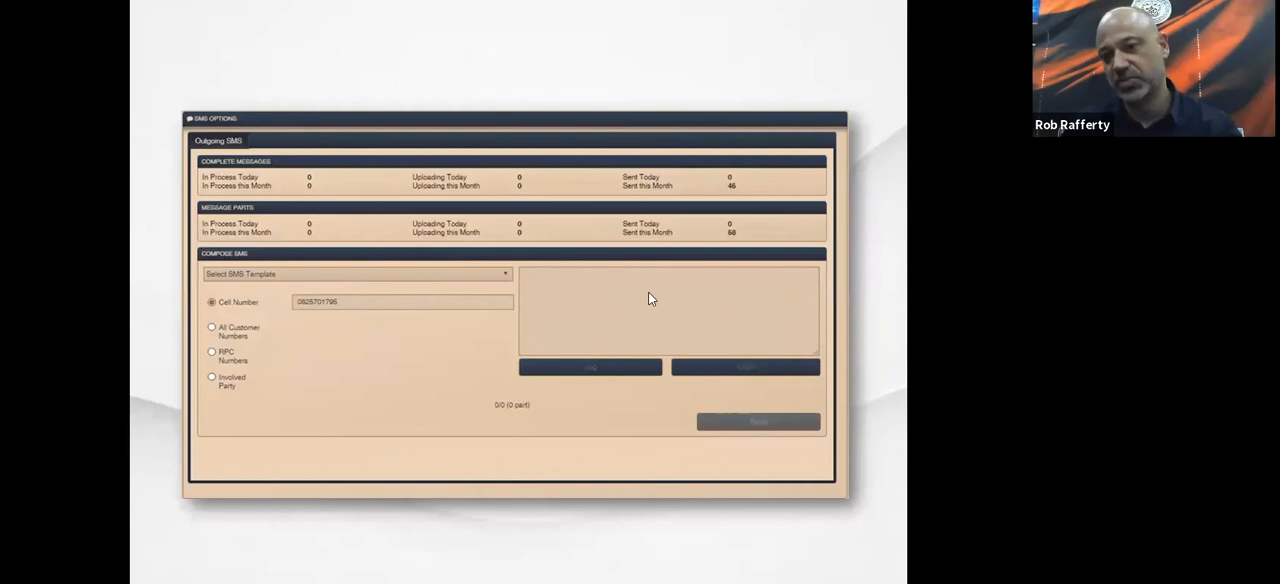 SMS OPTIONS
Outgoing SMS
COMPLETE MESSAGES
In Process Today 0 Uploading Today 0 Sent Today 0
In Process this Month 0 Uploading this Month 0 Sent this Month 46
MESSAGE PARTS
In Process Today 0 Uploading Today 0 Sent Today 0
In Process this Month 0 Uploading this Month 0 Sent this Month 68
COMPOSE SMS
Select SMS Template
Cell Number 0825701796
All Customer
Numbers
RPC
Numbers
Involved
Party
0/0 (0 part)
Rob Rafferty